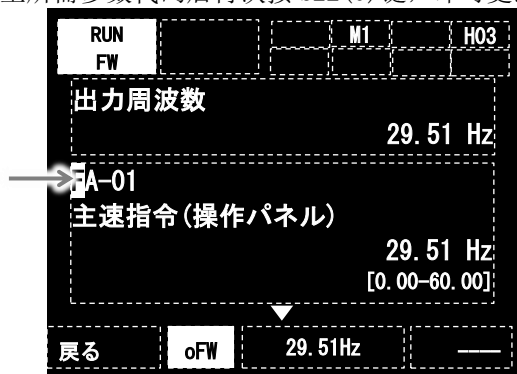 RUN
FW
M1
H03
出力周波数
29.51 Hz
FA-01
主速指令(操作パネル)
29.51 Hz
[0.00-60.00]
戻る
oFW
29.51Hz
----